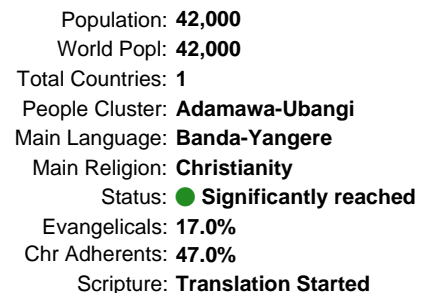 Population: 42,000
World Popl: 42,000
Total Countries: 1
People Cluster: Adamawa-Ubangi
Main Language: Banda-Yangere
Main Religion: Christianity
Status: Significantly reached
Evangelicals: 17.0%
Chr Adherents: 47.0%
Scripture: Translation Started